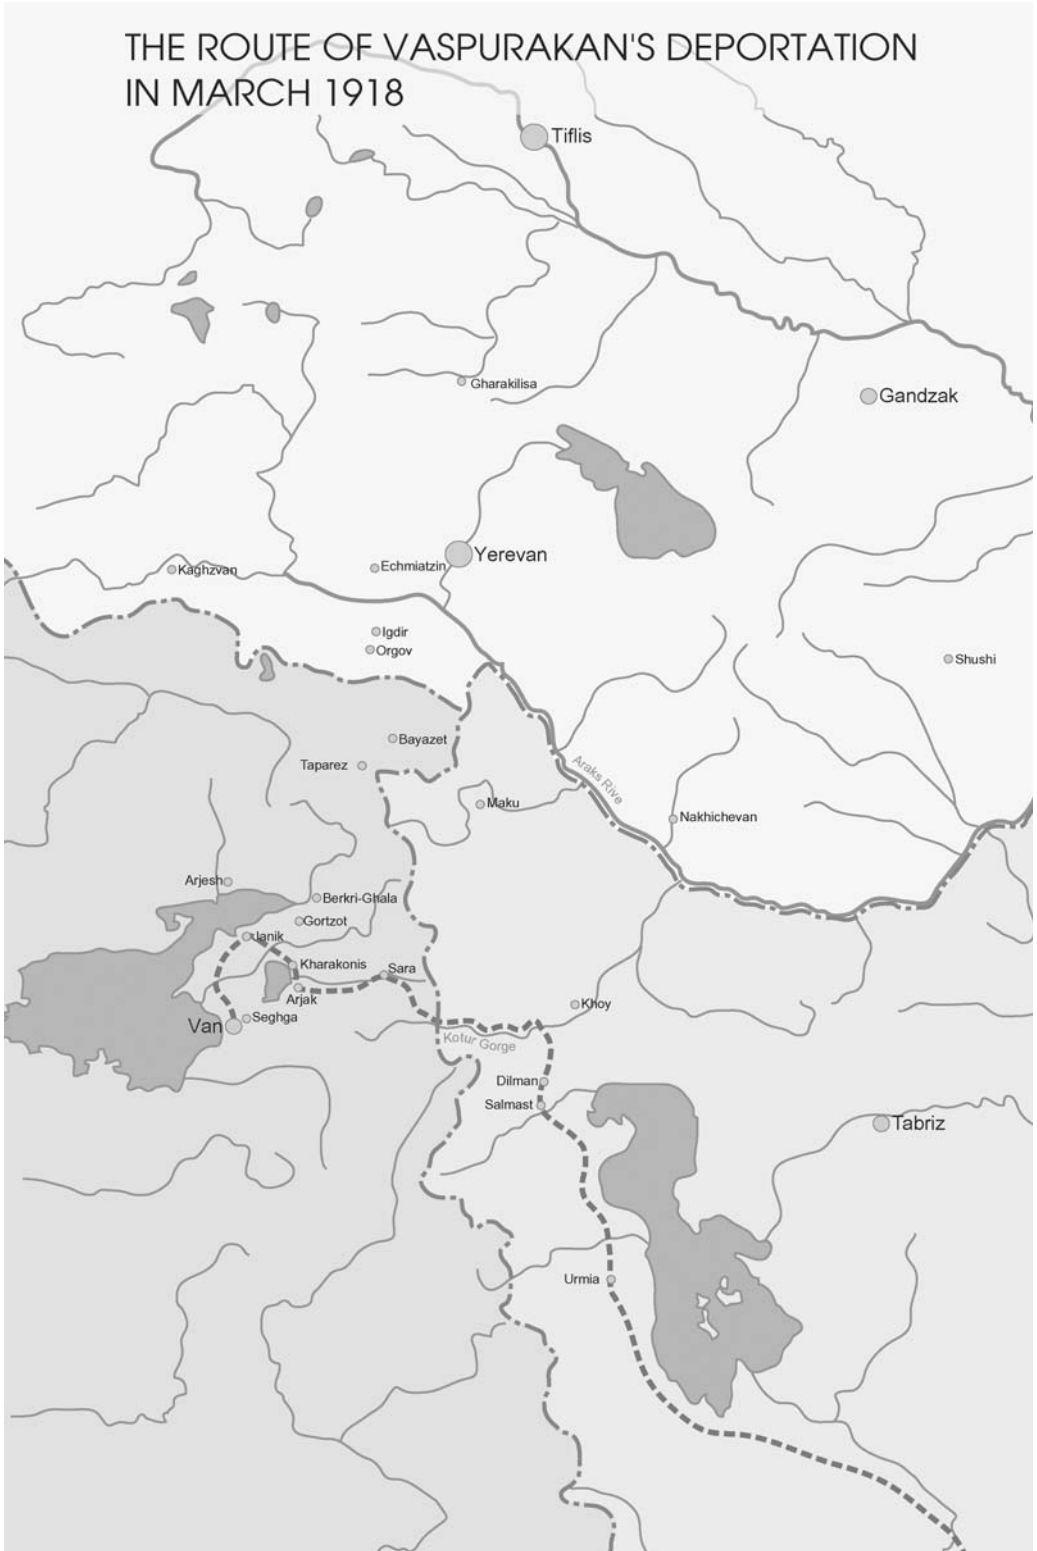 THE ROUTE OF VASPURAKAN'S DEPORTATION
IN MARCH 1918
Tiflis
Gharakilisa
Gandzak
Yerevan
Echmiatzin
Kaghzvan
Igdir
Orgov
Shushi
Bayazet
Taparez
Araks Rive
Maku
Nakhichevan
Arjesh
Berkri-Ghala
Gortzot
Janik
Kharakonis
Sara
Arjak
Khoy
Seghga
Van
Kotur Gorge
Dilman
Salmast
Tabriz
Urmia